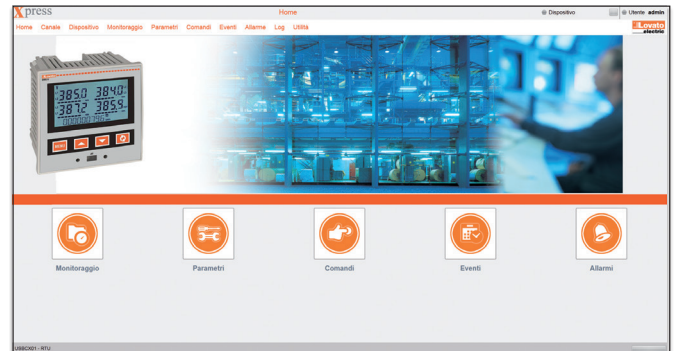 Xpress
Home
Dispositivo
Utente admin
Home Canale Dispositivo Monitoraggio Parametri Comandi Eventi Allarme Log Utilità
Lovato
electric
385.0 384.0
387.2 385.9
MENU
Monitoraggio
Parametri
Comandi
Eventi
Allarmi
USBCX01 - RTU